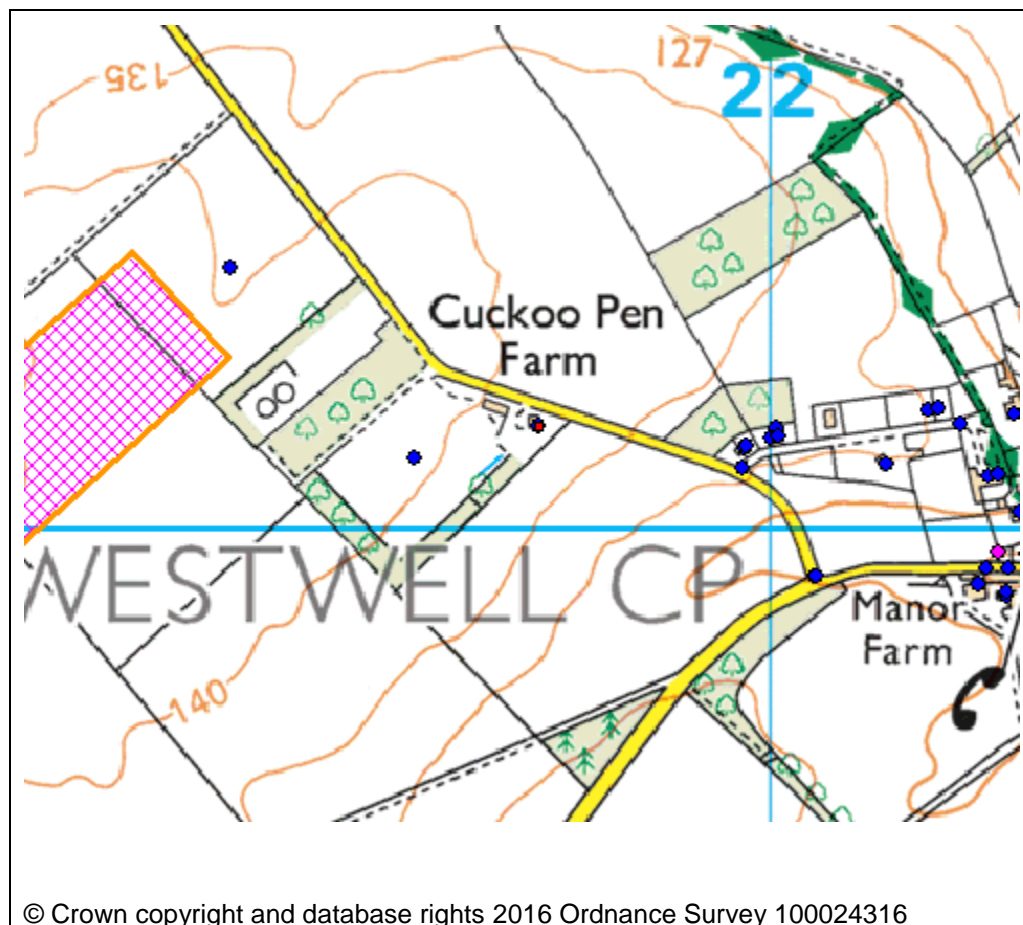 135
127
22
Cuckoo Pen
Farm
WESTWELL CP
Manor
Farm
140
© Crown copyright and database rights 2016 Ordnance Survey 100024316